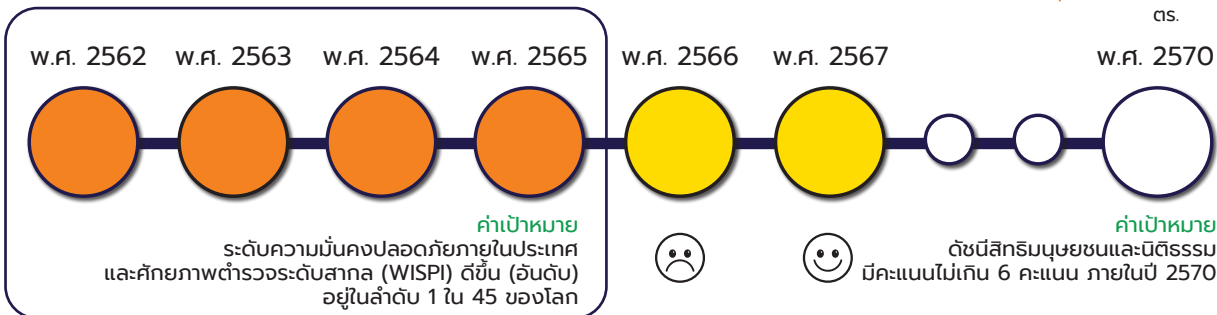 ตร.
พ.ศ. 2562 พ.ศ. 2563 พ.ศ. 2564 พ.ศ. 2565 พ.ศ. 2566 พ.ศ. 2567 พ.ศ. 2570
ค่าเป้าหมาย
ระดับความมั่นคงปลอดภัยภายในประเทศ
และศักยภาพตำรวจระดับสากล (WISPI) ดีขึ้น (อันดับ)
อยู่ในลำดับ 1 ใน 45 ของโลก
ค่าเป้าหมาย
ดัชนีสิทธิมนุษยชนและนิติธรรม
มีคะแนนไม่เกิน 6 คะแนน ภายในปี 2570